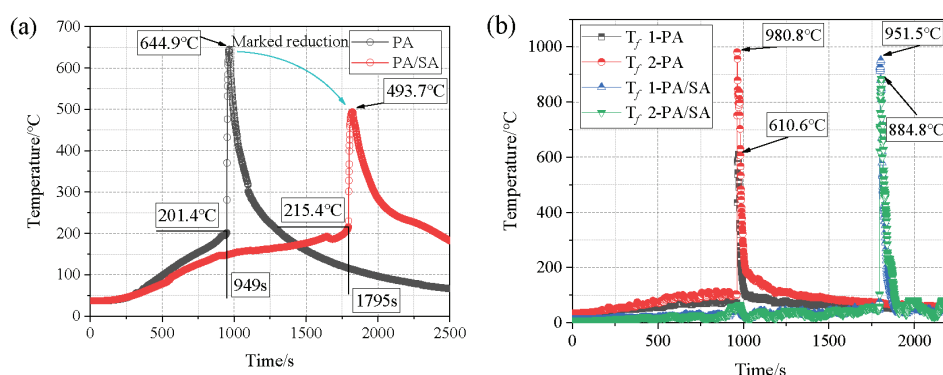 (a)
700
600
500
400
300
200
100
0
Temperature/°C
0
500
1000
1500
2000
2500
Time/s
644.9°C
Marked reduction
PA
PA/SA
493.7°C
201.4°C
215.4°C
949s
1795s
(b)
1000
800
600
400
200
0
Temperature/°C
0
500
1000
1500
2000
Time/s
Tf 1-PA
Tf 2-PA
Tf 1-PA/SA
Tf 2-PA/SA
980.8°C
951.5°C
610.6°C
884.8°C